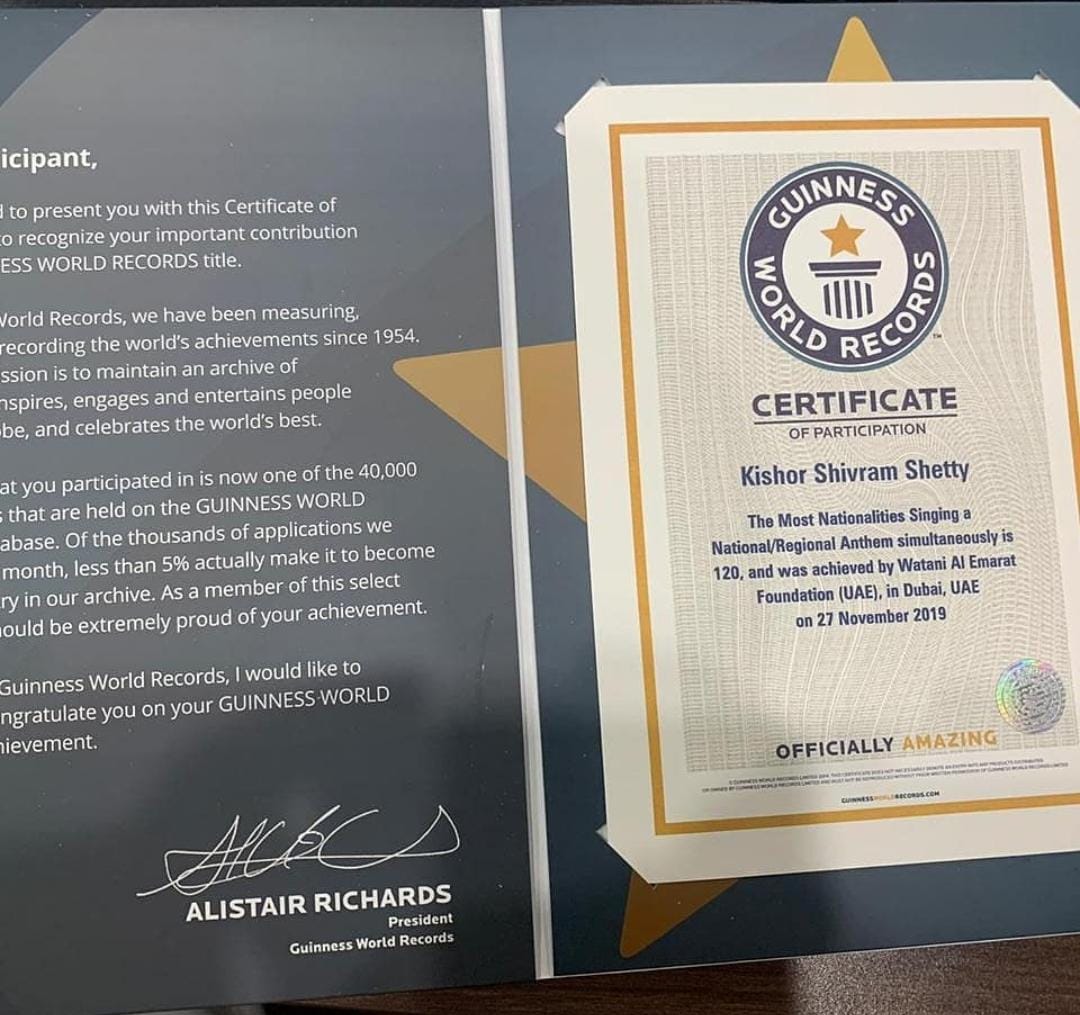 icipant,
to present you with this Certificate of
to recognize your important contribution
ESS WORLD RECORDS title.
World Records, we have been measuring,
recording the world's achievements since 1954.
ssion is to maintain an archive of
nspires, engages and entertains people
be, and celebrates the world's best.
at you participated in is now one of the 40,000
s that are held on the GUINNESS WORLD
abase. Of the thousands of applications we
month, less than 5% actually make it to become
ry in our archive. As a member of this select
ould be extremely proud of your achievement.
Guinness World Records, I would like to
ngratulate you on your GUINNESS WORLD
hievement.
ALISTAIR RICHARDS
President
Guinness World Records
GUINNESS
WORLD RECORDS
TM
CERTIFICATE
OF PARTICIPATION
Kishor Shivram Shetty
The Most Nationalities Singing a
National/Regional Anthem simultaneously is
120, and was achieved by Watani Al Emarat
Foundation (UAE), in Dubai, UAE
on 27 November 2019
OFFICIALLY AMAZING
GUINNESSWORLDRECORDS.COM